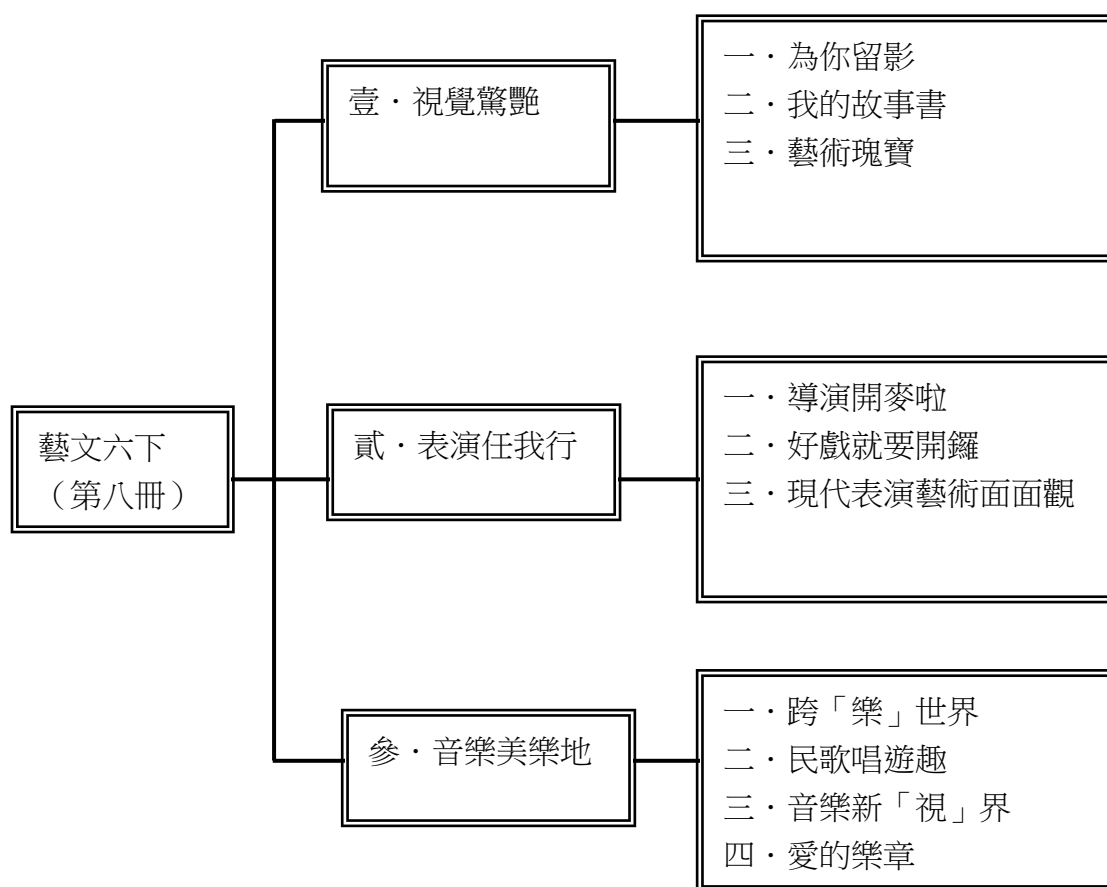 藝文六下
（第八冊）
壹．視覺驚艷
一．為你留影
二．我的故事書
三．藝術瑰寶
貳．表演任我行
一．導演開麥啦
二．好戲就要開鑼
三．現代表演藝術面面觀
參．音樂美樂地
一．跨「樂」世界
二．民歌唱遊趣
三．音樂新「視」界
四．愛的樂章